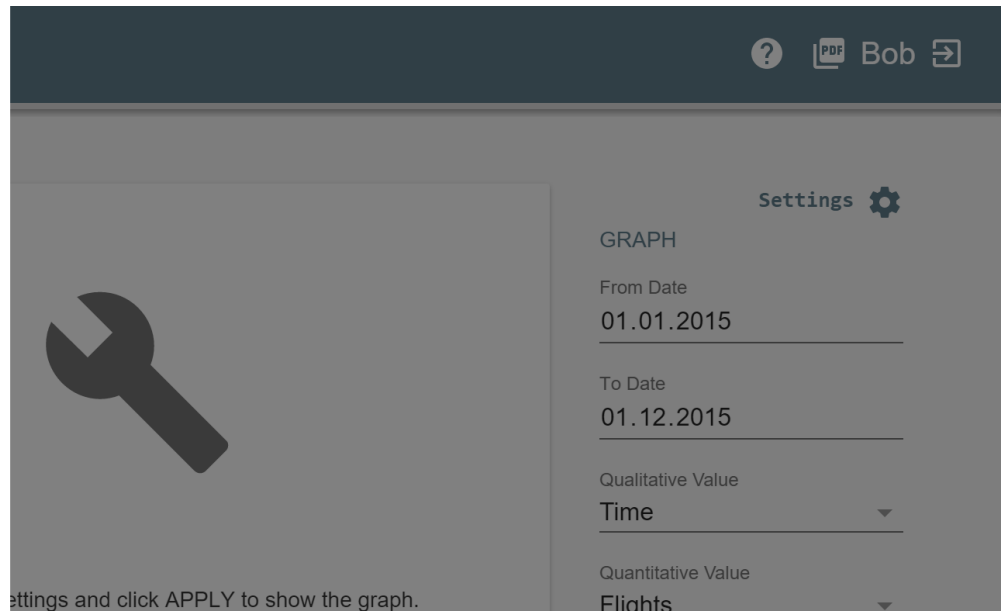 PDF Bob
Settings
GRAPH
From Date
01.01.2015
To Date
01.12.2015
Qualitative Value
Time
Quantitative Value
Flights
ettings and click APPLY to show the graph.